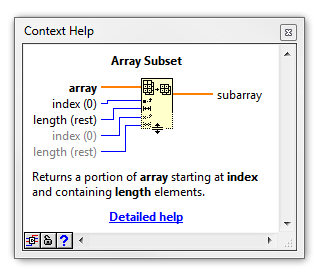 Context Help
Array Subset
array
index (0)
length (rest)
index (0)
length (rest)
subarray
Returns a portion of array starting at index
and containing length elements.
Detailed help
?